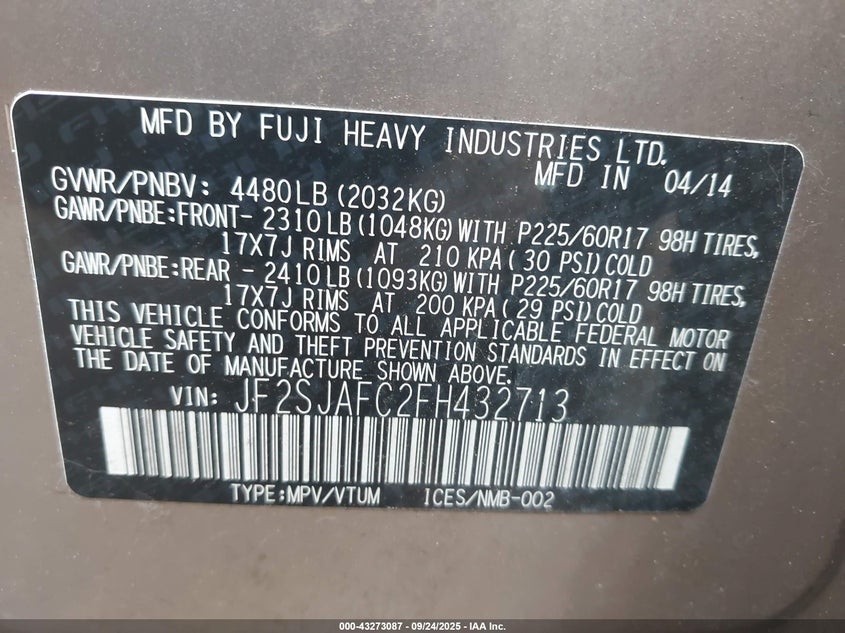 MFD BY FUJI HEAVY INDUSTRIES LTD.
MFD IN 04/14
GVWR/PNBV: 4480LB (2032KG)
GAWR/PNBE:FRONT- 2310LB (1048KG) WITH P225/60R17 98H TIRES,
17X7J RIMS AT 210 KPA( 30 PSI) COLD
GAWR/PNBE:REAR - 2410LB (1093KG) WITH P225/60R17 98H TIRES,
17X7J RIMS AT 200 KPA( 29 PSI) COLD
THIS VEHICLE CONFORMS TO ALL APPLICABLE FEDERAL MOTOR
VEHICLE SAFETY AND THEFT PREVENTION STANDARDS IN EFFECT ON
THE DATE OF MANUFACTURE SHOWN ABOVE.
VIN: JF2SJAFC2FH432713
TYPE:MPV/VTUM ICES/NMB-002
000-43273087 - 09/24/2025 - IAA Inc.